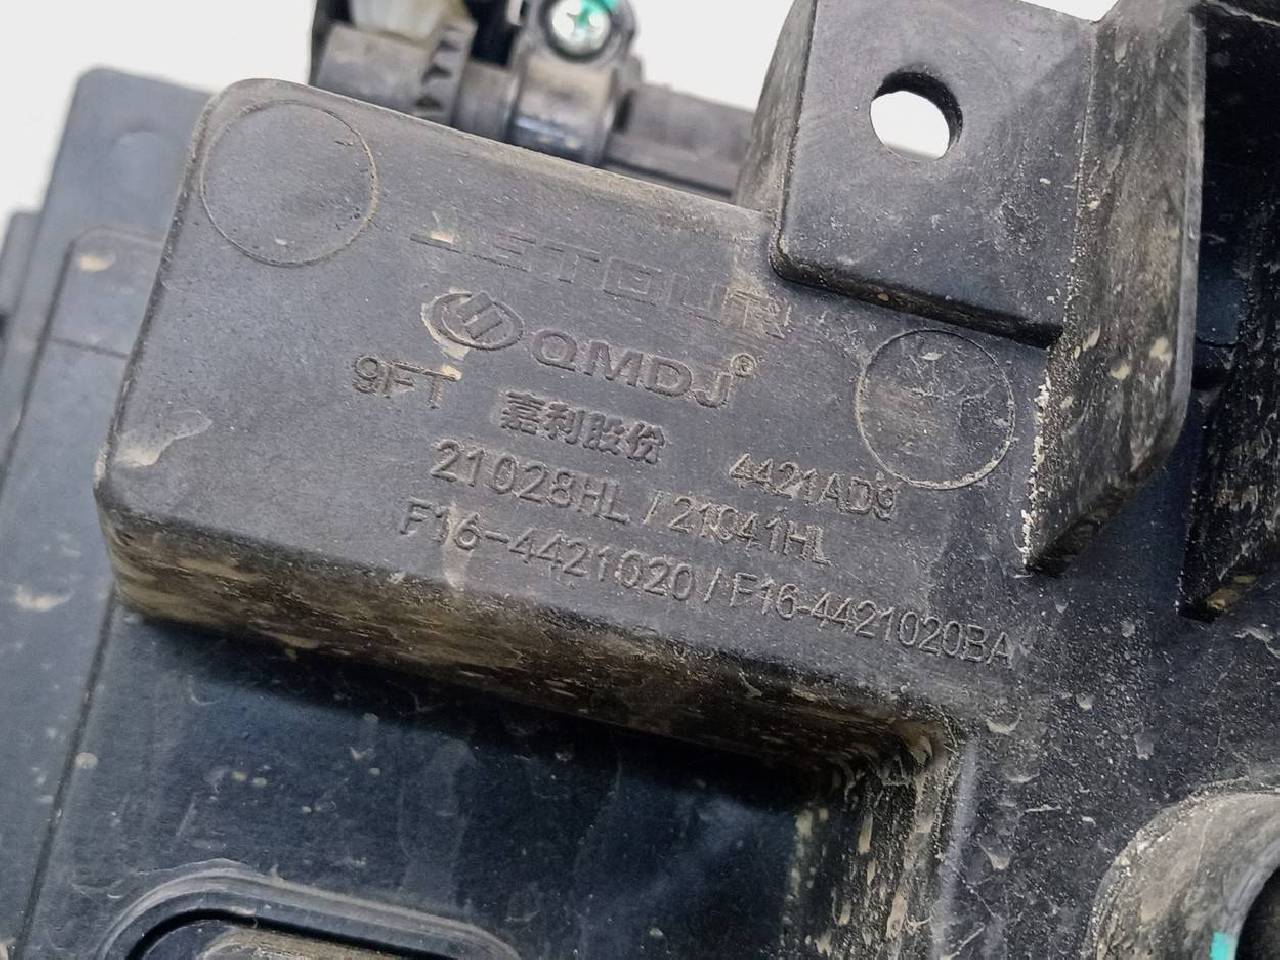 JETOUR
QMDJ®
9FT 嘉利股份 4421AD9
21028HL / 21041HL
F16-4421020 / F16-4421020BA